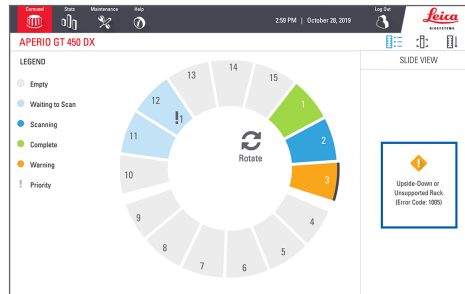 Carousel
Stats
Maintenance
Help
2:59 PM | October 28, 2019
Log Out
Leica
BIOSYSTEMS
APERIO GT 450 DX
LEGEND
Empty
Waiting to Scan
Scanning
Complete
Warning
! Priority
1
2
3
4
5
6
7
8
9
10
11
12
!1
13
14
15
Rotate
SLIDE VIEW
Upside-Down or
Unsupported Rack
(Error Code: 1005)